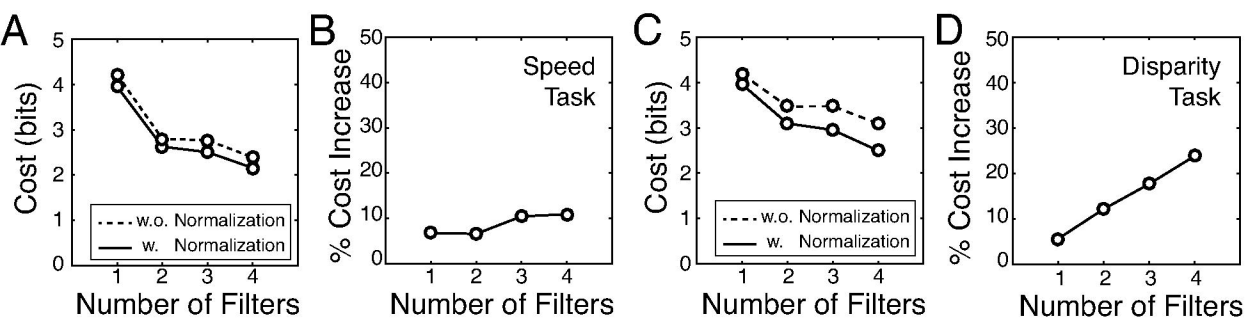 A
5
4
3
2
1
0
Cost (bits)
w.o. Normalization
w. Normalization
1 2 3 4
Number of Filters
B
50
40
30
20
10
0
% Cost Increase
Speed
Task
1 2 3 4
Number of Filters
C
5
4
3
2
1
0
Cost (bits)
w.o. Normalization
w. Normalization
1 2 3 4
Number of Filters
D
50
40
30
20
10
0
% Cost Increase
Disparity
Task
1 2 3 4
Number of Filters